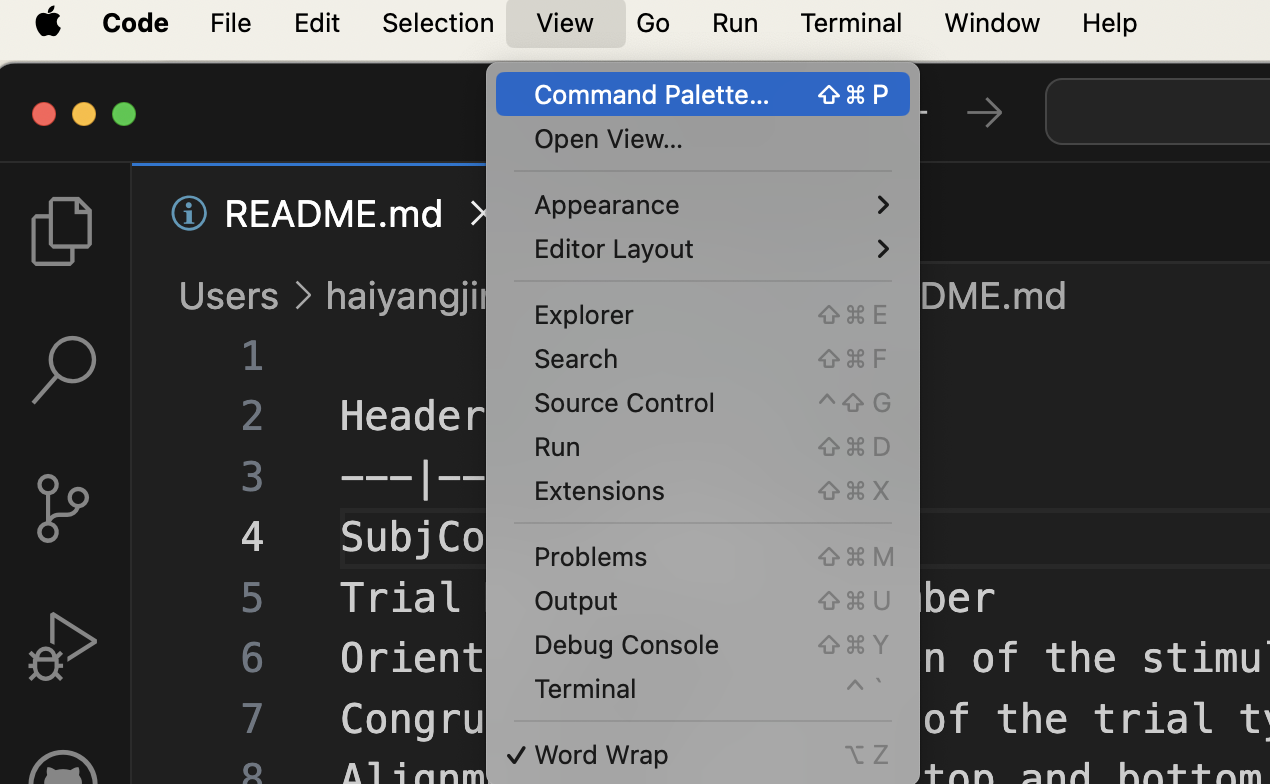 Code File Edit Selection View Go Run Terminal Window Help
Command Palette... ⇧⌘P
Open View...
README.md
Appearance
Editor Layout
Users > haiyangjin DME.md
Explorer ⇧⌘E
1
Search ⇧⌘F
2 Header
Source Control ^⇧G
Run ⇧⌘D
3 ---|--
Extensions ⇧⌘X
4 SubjCo
Problems ⇧⌘M
5 Trial ber
Output ⇧⌘U
6 Orient n of the stimul
Debug Console ⇧⌘Y
Terminal ^`
7 Congru of the trial ty
✓ Word Wrap ⌥Z
8 Alignm top and bottom